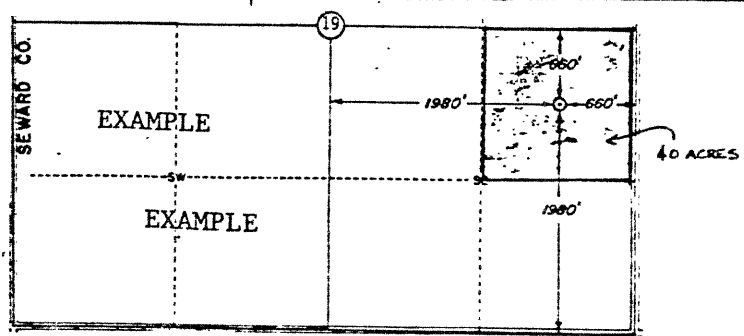 19
SEWARD CO.
660'
EXAMPLE
1980'
660'
40 ACRES
SW
SE
1980'
EXAMPLE